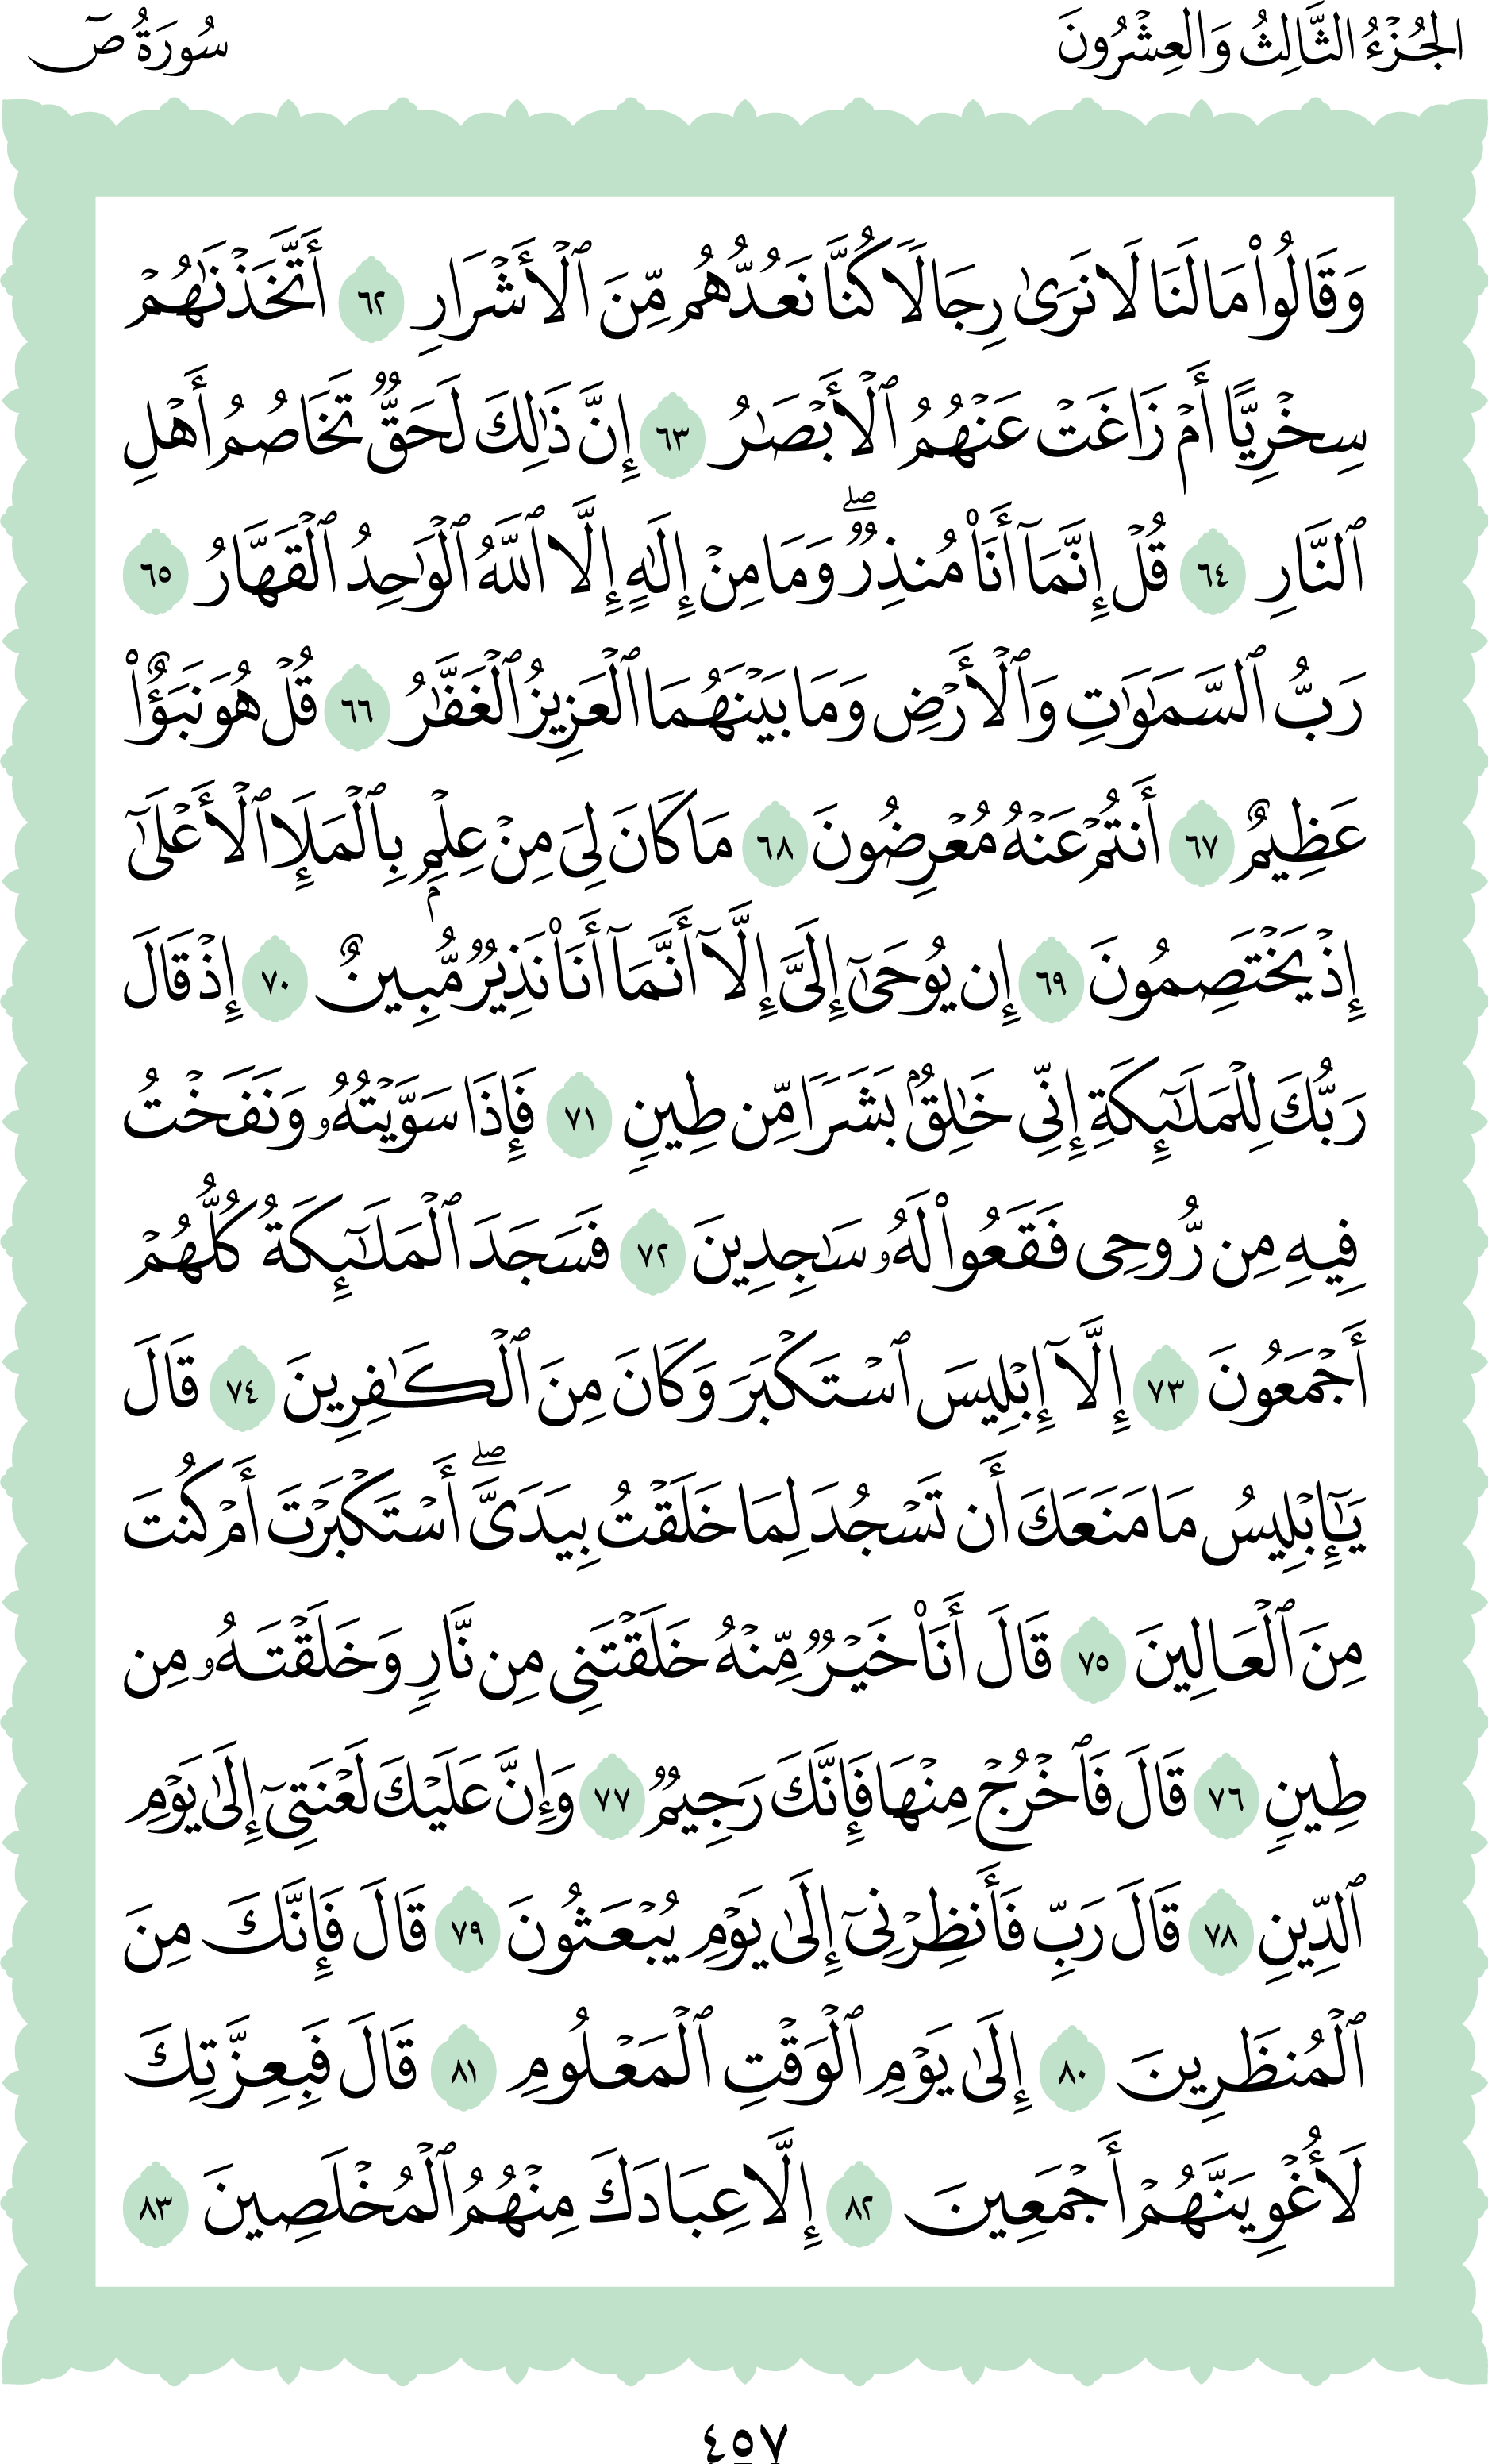 الجُزْءُ الثَّالِثُ وَالعِشْرُونَ
سُورَةُ صٓ
وَقَالُوا۟ مَا لَنَا لَا نَرَىٰ رِجَالًا كُنَّا نَعُدُّهُم مِّنَ ٱلْأَشْرَارِ ٦٢ أَتَّخَذْنَٰهُمْ
سِخْرِيًّا أَمْ زَاغَتْ عَنْهُمُ ٱلْأَبْصَٰرُ ٦٣ إِنَّ ذَٰلِكَ لَحَقٌّ تَخَاصُمُ أَهْلِ
ٱلنَّارِ ٦٤ قُلْ إِنَّمَآ أَنَا۠ مُنذِرٌ ۖ وَمَا مِنْ إِلَٰهٍ إِلَّا ٱللَّهُ ٱلْوَٰحِدُ ٱلْقَهَّارُ ٦٥
رَبُّ ٱلسَّمَٰوَٰتِ وَٱلْأَرْضِ وَمَا بَيْنَهُمَا ٱلْعَزِيزُ ٱلْغَفَّٰرُ ٦٦ قُلْ هُوَ نَبَؤٌا۟
عَظِيمٌ ٦٧ أَنتُمْ عَنْهُ مُعْرِضُونَ ٦٨ مَا كَانَ لِىَ مِنْ عِلْمٍۭ بِٱلْمَلَإِ ٱلْأَعْلَىٰٓ
إِذْ يَخْتَصِمُونَ ٦٩ إِن يُوحَىٰٓ إِلَىَّ إِلَّآ أَنَّمَآ أَنَا۠ نَذِيرٌ مُّبِينٌ ٧٠ إِذْ قَالَ
رَبُّكَ لِلْمَلَٰٓئِكَةِ إِنِّى خَٰلِقٌۢ بَشَرًا مِّن طِينٍ ٧١ فَإِذَا سَوَّيْتُهُۥ وَنَفَخْتُ
فِيهِ مِن رُّوحِى فَقَعُوا۟ لَهُۥ سَٰجِدِينَ ٧٢ فَسَجَدَ ٱلْمَلَٰٓئِكَةُ كُلُّهُمْ
أَجْمَعُونَ ٧٣ إِلَّآ إِبْلِيسَ ٱسْتَكْبَرَ وَكَانَ مِنَ ٱلْكَٰفِرِينَ ٧٤ قَالَ
يَٰٓإِبْلِيسُ مَا مَنَعَكَ أَن تَسْجُدَ لِمَا خَلَقْتُ بِيَدَىَّ ۖ أَسْتَكْبَرْتَ أَمْ كُنتَ
مِنَ ٱلْعَالِينَ ٧٥ قَالَ أَنَا۠ خَيْرٌ مِّنْهُ خَلَقْتَنِى مِن نَّارٍ وَخَلَقْتَهُۥ مِن
طِينٍ ٧٦ قَالَ فَٱخْرُجْ مِنْهَا فَإِنَّكَ رَجِيمٌ ٧٧ وَإِنَّ عَلَيْكَ لَعْنَتِىٓ إِلَىٰ يَوْمِ
ٱلدِّينِ ٧٨ قَالَ رَبِّ فَأَنظِرْنِىٓ إِلَىٰ يَوْمِ يُبْعَثُونَ ٧٩ قَالَ فَإِنَّكَ مِنَ
ٱلْمُنظَرِينَ ٨٠ إِلَىٰ يَوْمِ ٱلْوَقْتِ ٱلْمَعْلُومِ ٨١ قَالَ فَبِعِزَّتِكَ
لَأُغْوِيَنَّهُمْ أَجْمَعِينَ ٨٢ إِلَّا عِبَادَكَ مِنْهُمُ ٱلْمُخْلَصِينَ ٨٣
٤٥٧